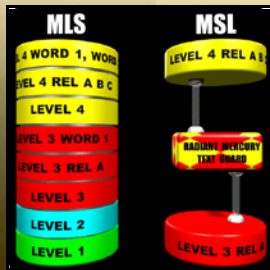 MLS
L 4 WORD 1, WORD
EVEL 4 REL A B C
LEVEL 4
LEVEL 3 WORD 1
LEVEL 3 REL A
LEVEL 3
LEVEL 2
LEVEL 1
MSL
LEVEL 4 REL A B C
RADIANT MERCURY
TEXT GUARD
LEVEL 3 REL A